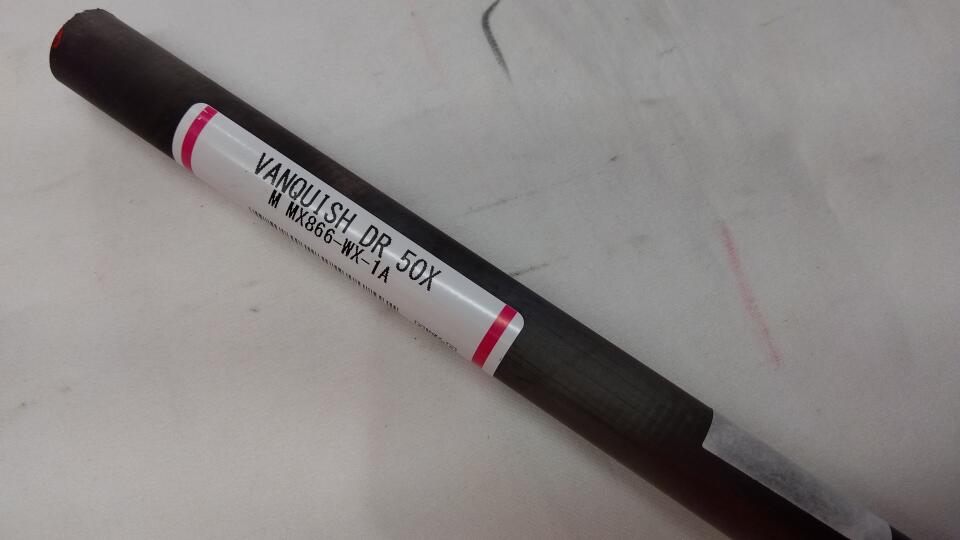 VANQUISH DR 50X
M MX866-WX-1A